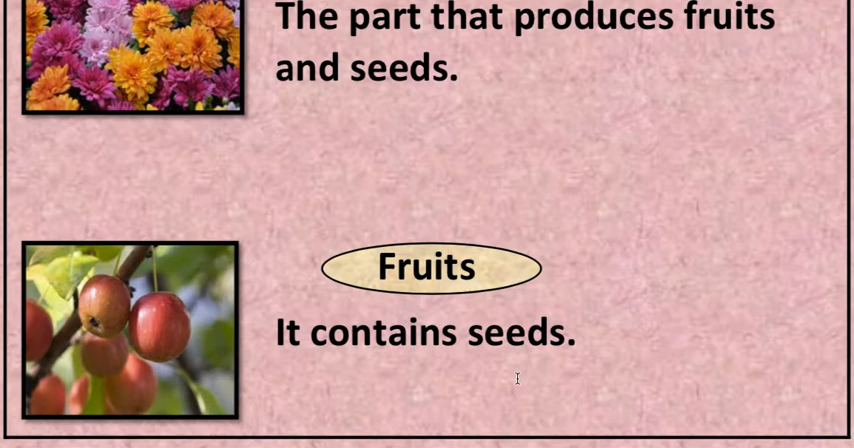 The part that produces fruits
and seeds.
Fruits
It contains seeds.